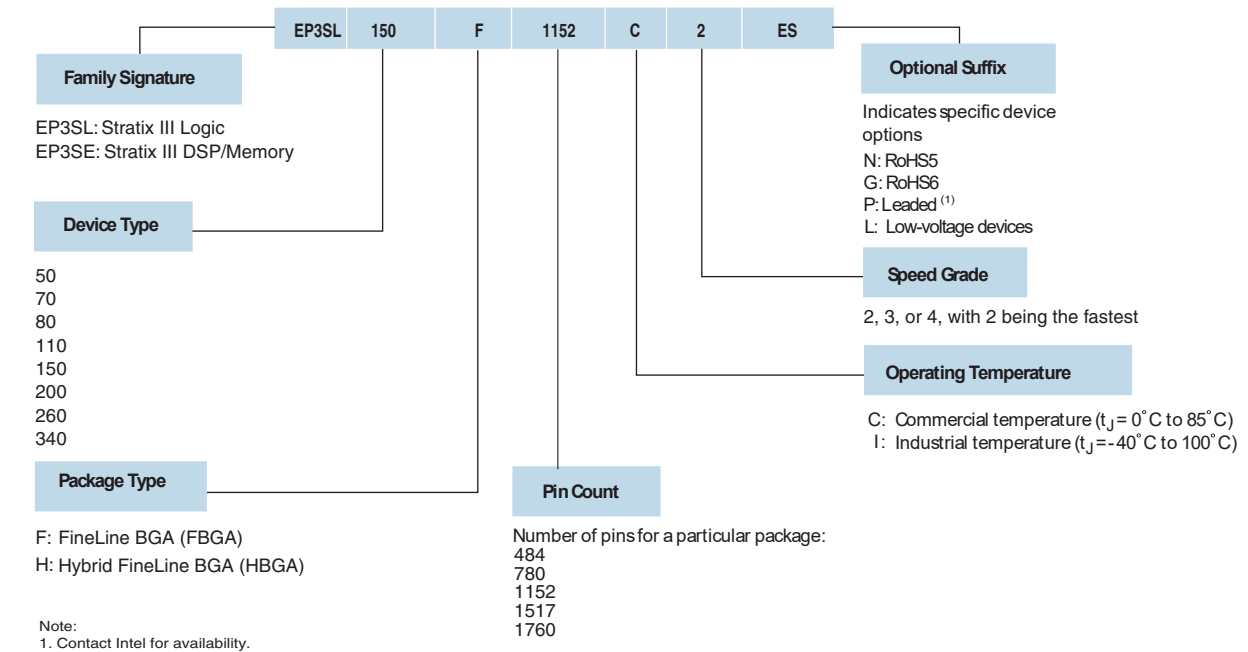 EP3SL 150 F 1152 C 2 ES
Family Signature
EP3SL: Stratix III Logic
EP3SE: Stratix III DSP/Memory
Device Type
50
70
80
110
150
200
260
340
Package Type
F: FineLine BGA (FBGA)
H: Hybrid FineLine BGA (HBGA)
Pin Count
Number of pins for a particular package:
484
780
1152
1517
1760
Optional Suffix
Indicates specific device
options
N: RoHS5
G: RoHS6
P: Leaded (1)
L: Low-voltage devices
Speed Grade
2, 3, or 4, with 2 being the fastest
Operating Temperature
C: Commercial temperature (tJ = 0°C to 85°C)
I: Industrial temperature (tJ = -40°C to 100°C)
Note:
1. Contact Intel for availability.